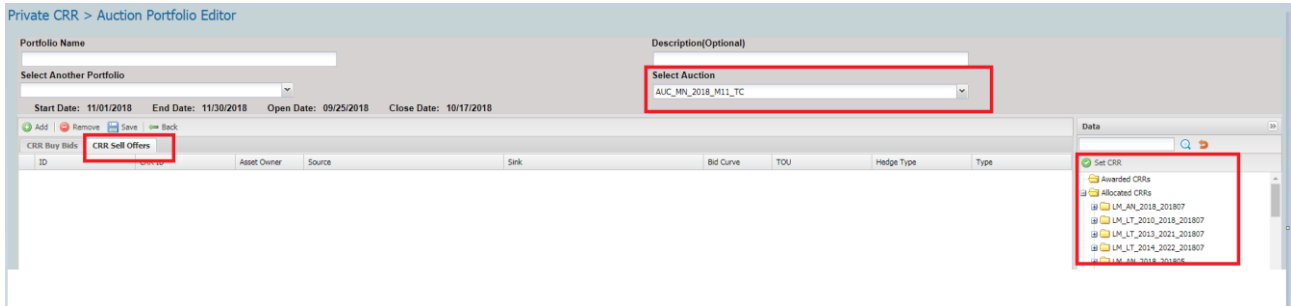 Private CRR > Auction Portfolio Editor
Portfolio Name
Description(Optional)
Select Another Portfolio
Select Auction
AUC_MN_2018_M11_TC
Start Date: 11/01/2018 End Date: 11/30/2018 Open Date: 09/25/2018 Close Date: 10/17/2018
Add Remove Save Back
Data
CRR Buy Bids CRR Sell Offers
ID CRR ID Asset Owner Source Sink Bid Curve TOU Hedge Type Type
Set CRR
Awarded CRRs
Allocated CRRs
LM_AN_2018_201807
LM_LT_2010_2018_201807
LM_LT_2013_2021_201807
LM_LT_2014_2022_201807
LM_AN_2018_201805